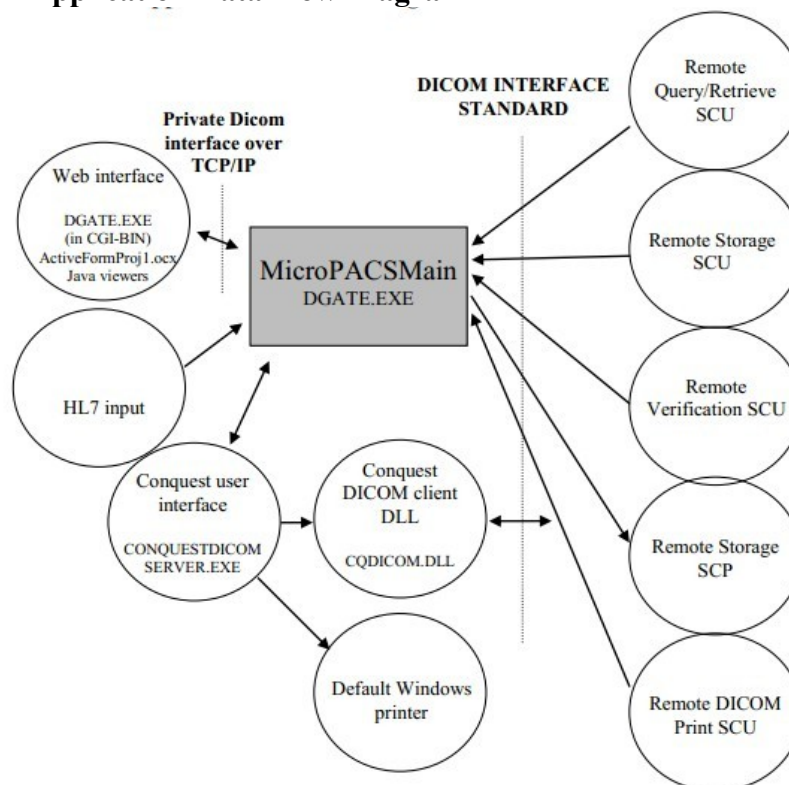 DICOM INTERFACE
STANDARD
Private Dicom
interface over
TCP/IP
Web interface
DGATE.EXE
(in CGI-BIN)
ActiveFormProj1.ocx
Java viewers
MicroPACSMain
DGATE.EXE
HL7 input
Conquest user
interface
CONQUESTDICOM
SERVER.EXE
Conquest
DICOM client
DLL
CQDICOM.DLL
Default Windows
printer
Remote
Query/Retrieve
SCU
Remote Storage
SCU
Remote
Verification SCU
Remote Storage
SCP
Remote DICOM
Print SCU